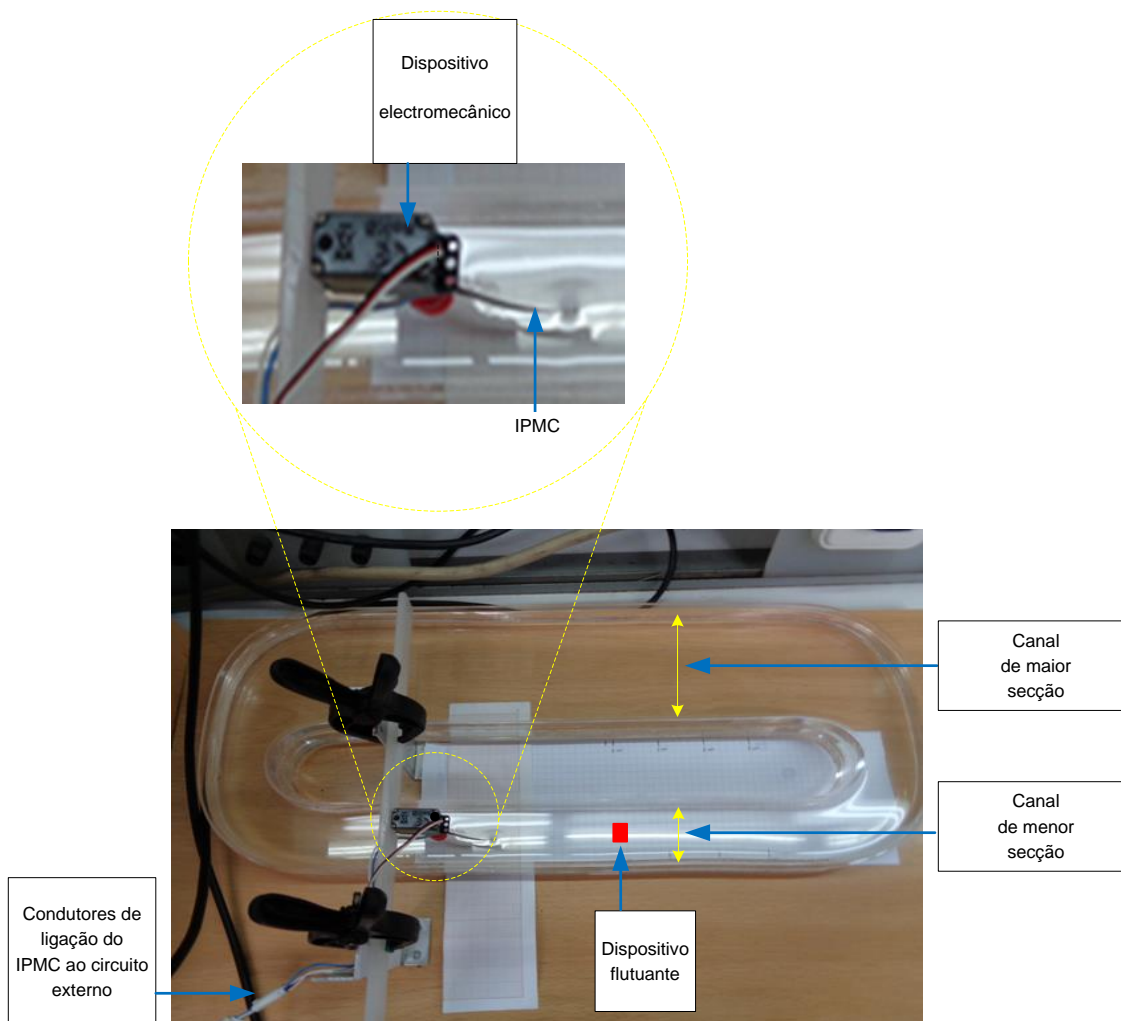 Dispositivo
electromecânico
IPMC
Canal
de maior
secção
Canal
de menor
secção
Condutores de
ligação do
IPMC ao circuito
externo
Dispositivo
flutuante